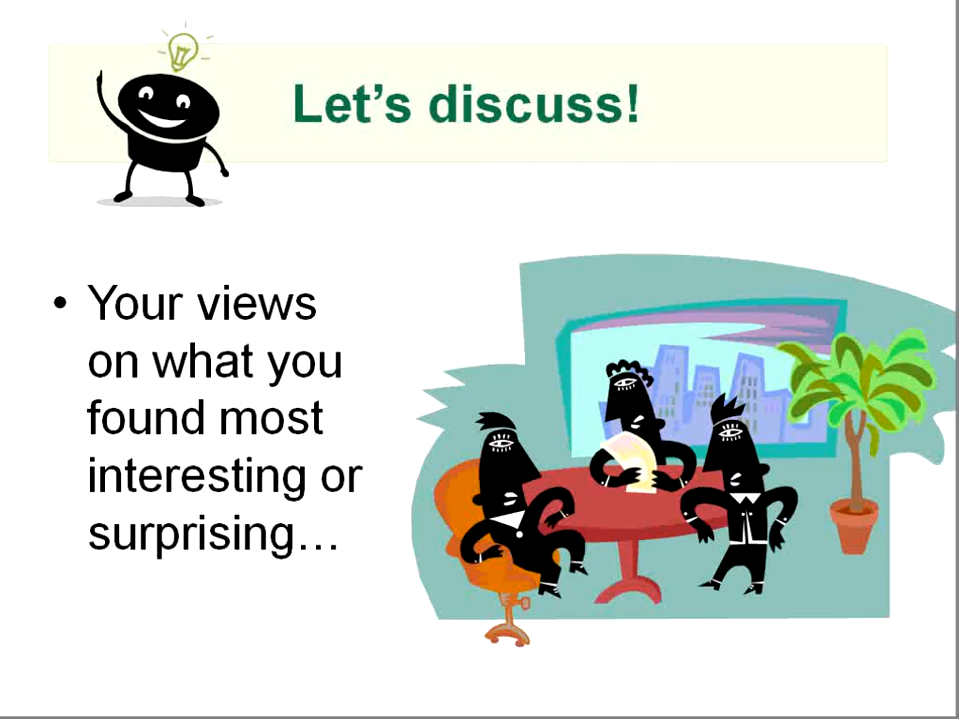 Let’s discuss!
• Your views
on what you
found most
interesting or
surprising…